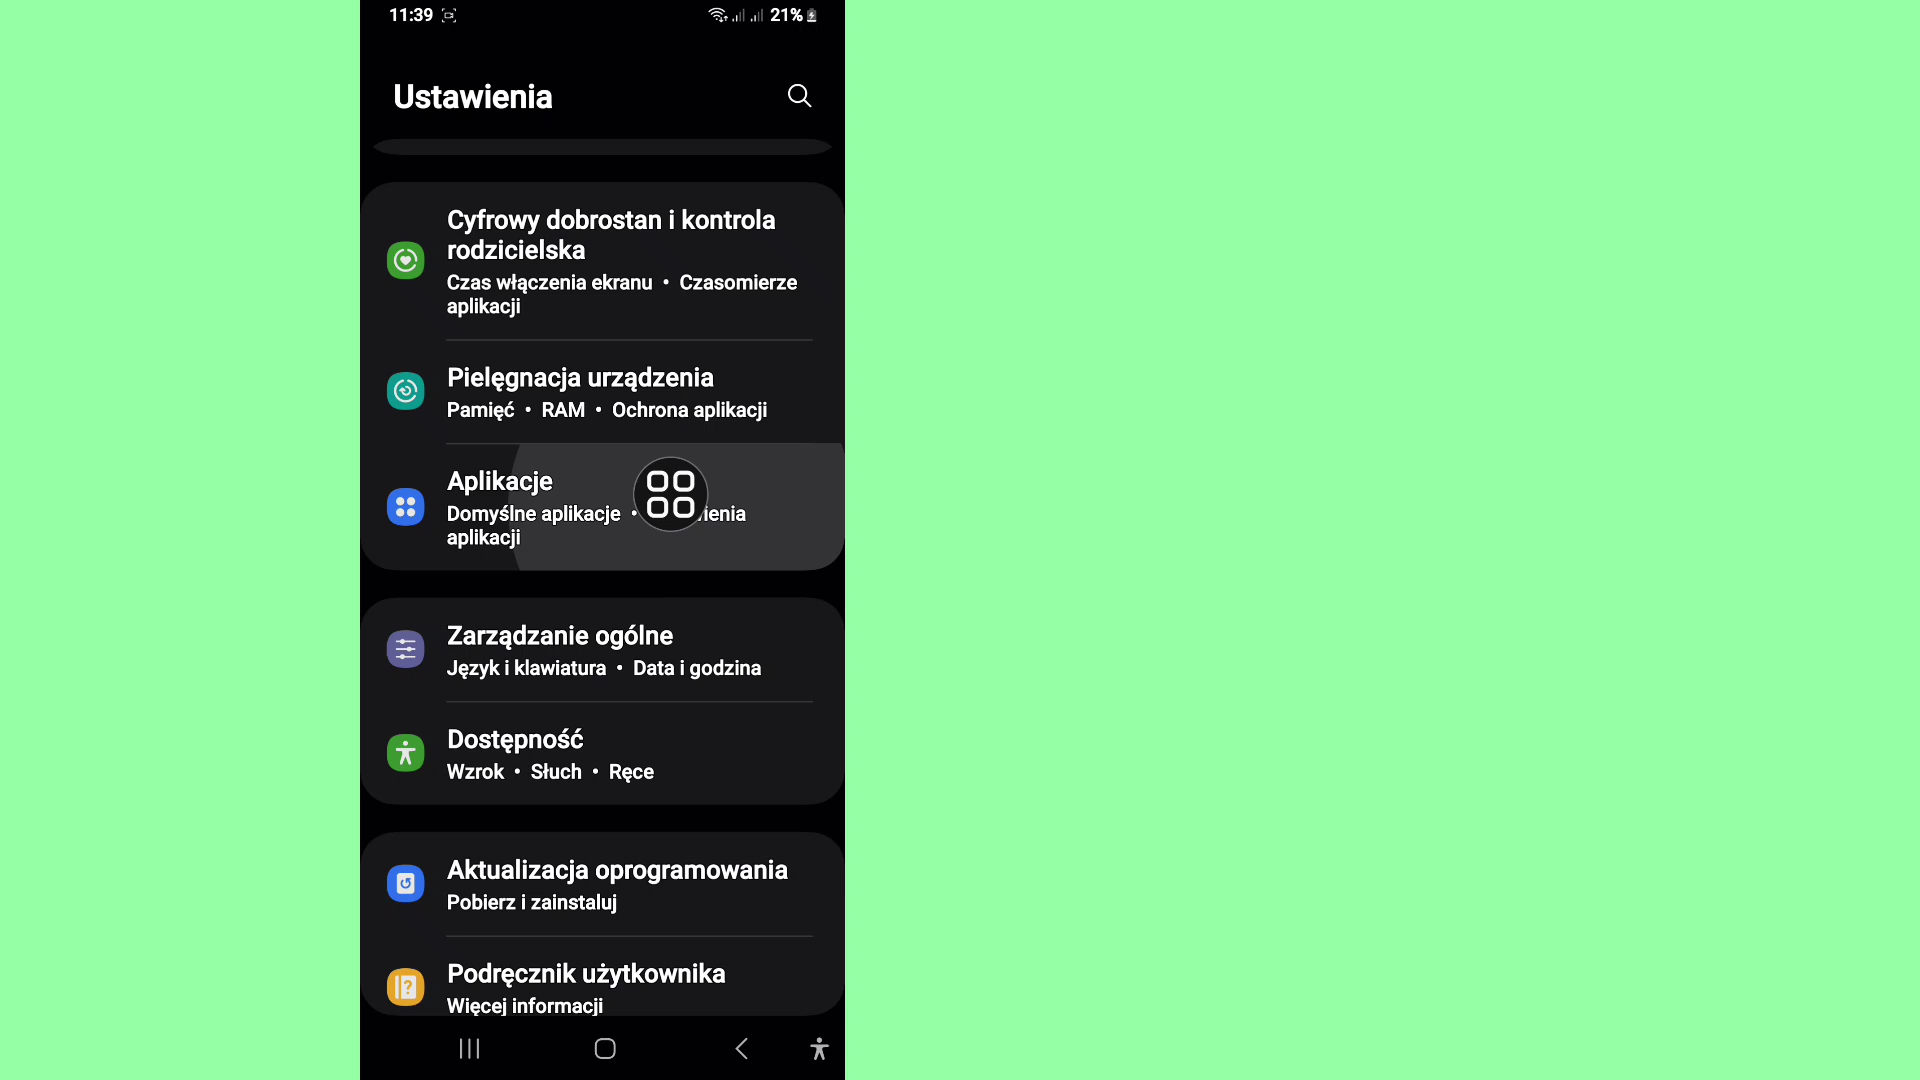 11:39 21%
Ustawienia
Cyfrowy dobrostan i kontrola
rodzicielska
Czas włączenia ekranu • Czasomierze
aplikacji
Pielęgnacja urządzenia
Pamięć • RAM • Ochrona aplikacji
Aplikacje
Domyślne aplikacje •
aplikacji
Zarządzanie ogólne
Język i klawiatura • Data i godzina
Dostępność
Wzrok • Słuch • Ręce
Aktualizacja oprogramowania
Pobierz i zainstaluj
Podręcznik użytkownika
Więcej informacji